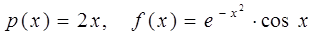 p(x) = 2x, f(x) = e^{-x^2} · cos x